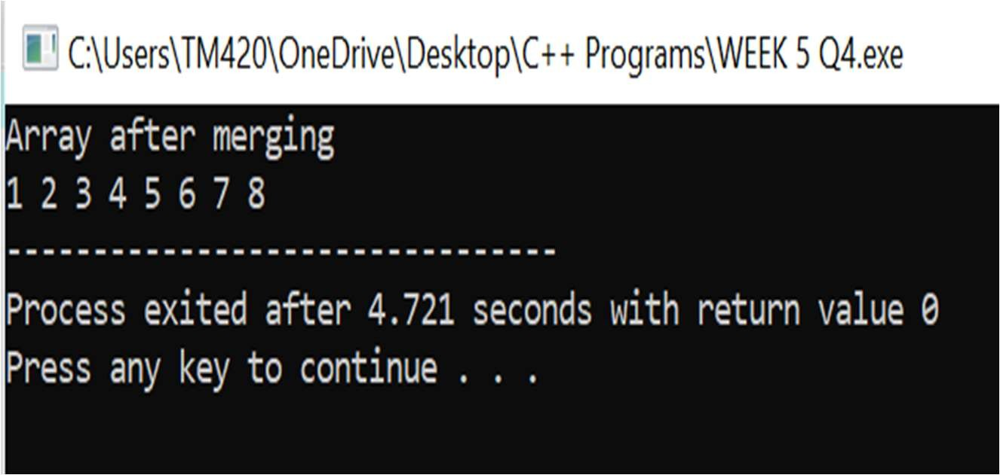 C:\Users\TM420\OneDrive\Desktop\C++ Programs\WEEK 5 Q4.exe
Array after merging
1 2 3 4 5 6 7 8
--------------------------------
Process exited after 4.721 seconds with return value 0
Press any key to continue . . .